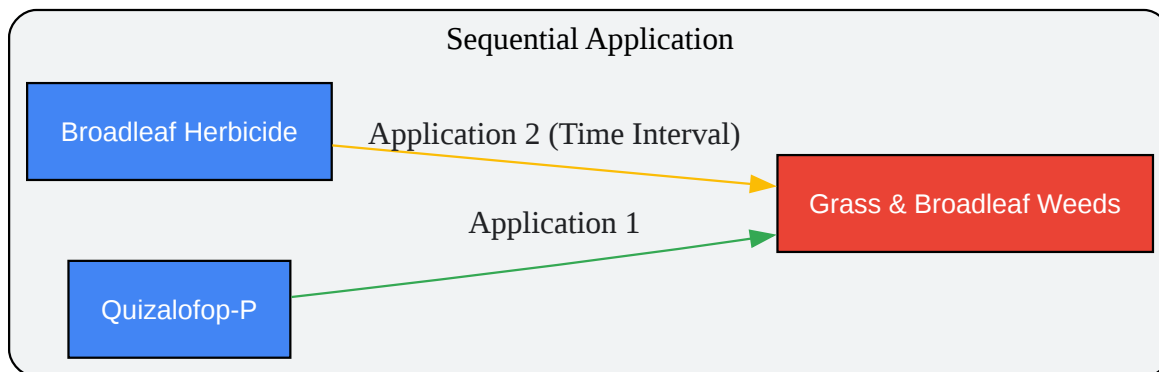 Sequential Application
Broadleaf Herbicide
Application 2 (Time Interval)
Grass & Broadleaf Weeds
Application 1
Quizalofop-P